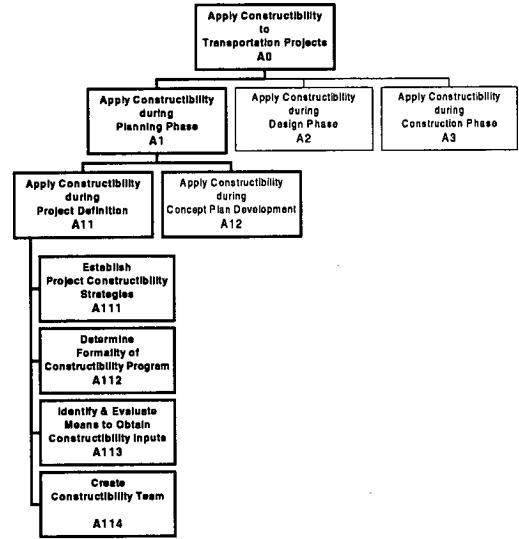 Apply Constructibility
to
Transportation Projects
A0
Apply Constructibility
during
Planning Phase
A1
Apply Constructibility
during
Design Phase
A2
Apply Constructibility
during
Construction Phase
A3
Apply Constructibility
during
Project Definition
A11
Apply Constructibility
during
Concept Plan Development
A12
Establish
Project Constructibility
Strategies
A111
Determine
Formality of
Constructibility Program
A112
Identify & Evaluate
Means to Obtain
Constructibility Inputs
A113
Create
Constructibility Team
A114